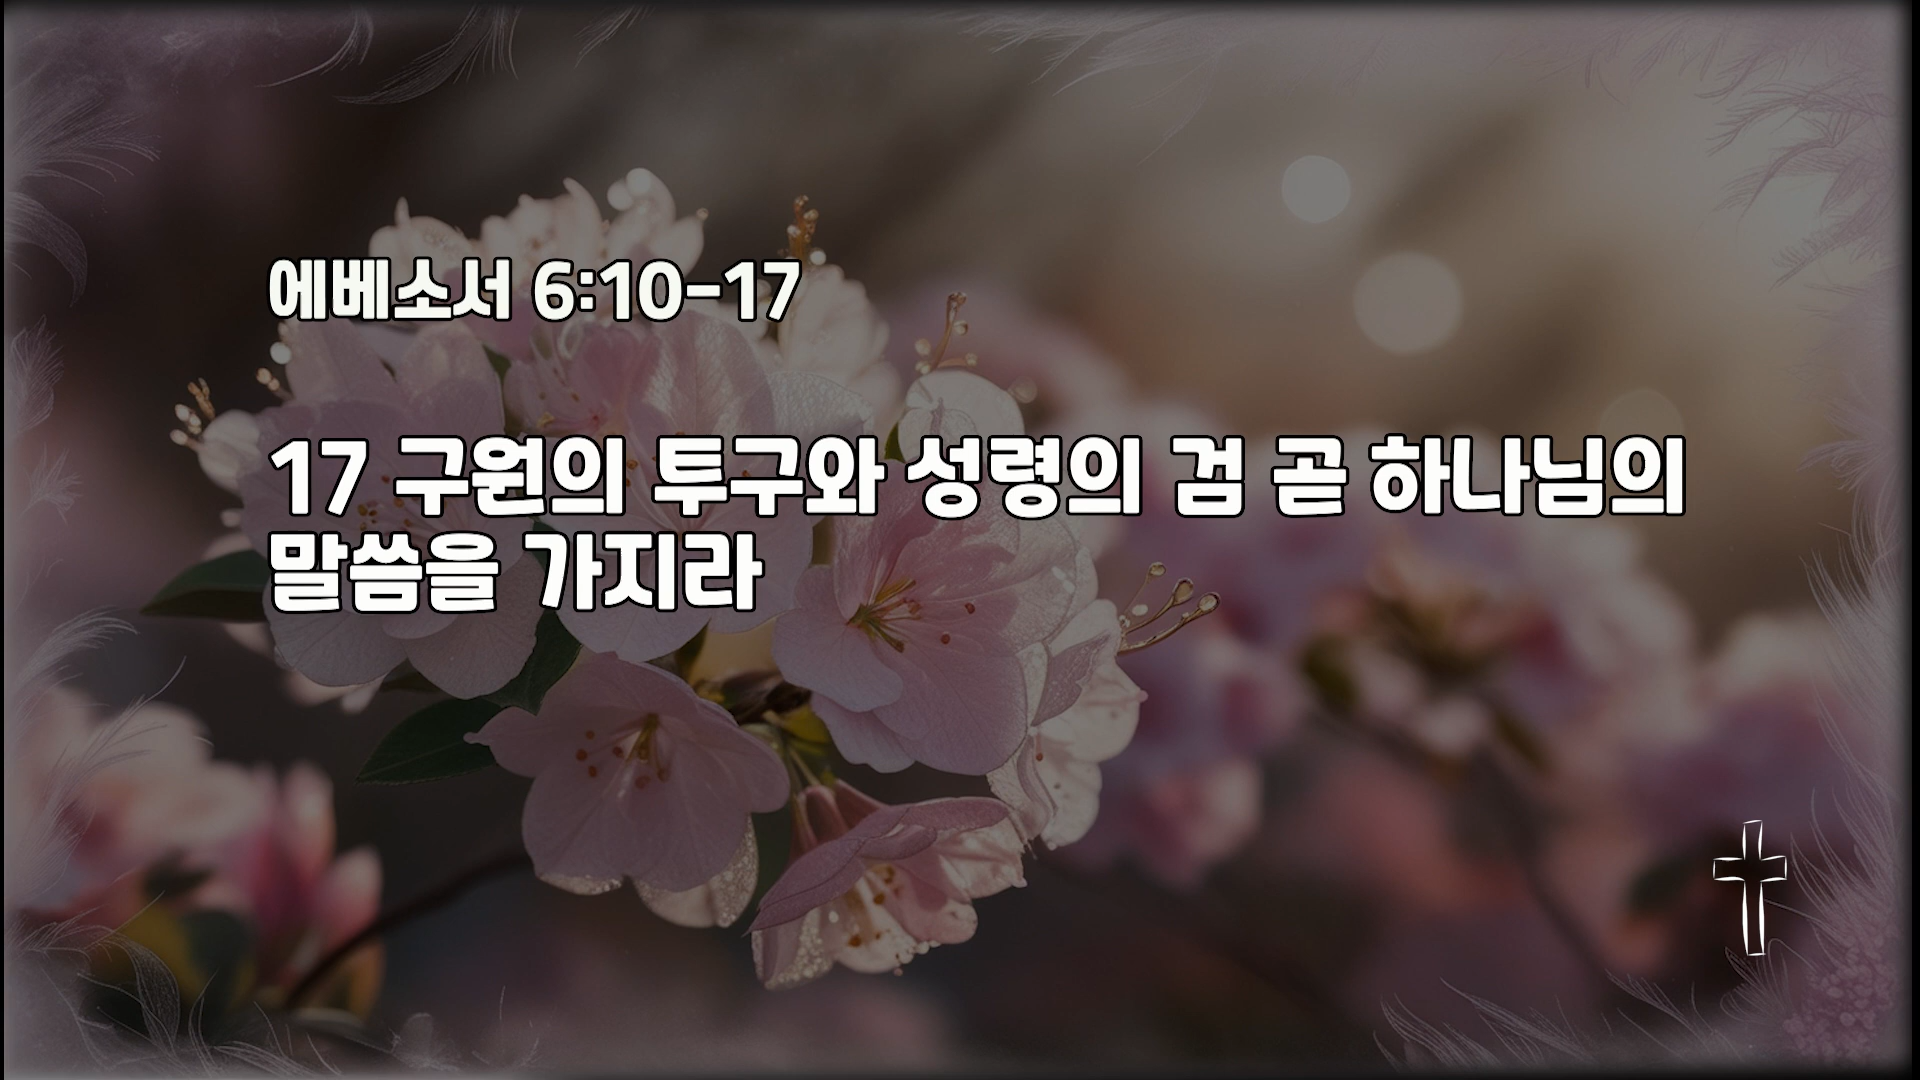 에베소서 6:10-17
17 구원의 투구와 성령의 검 곧 하나님의
말씀을 가지라